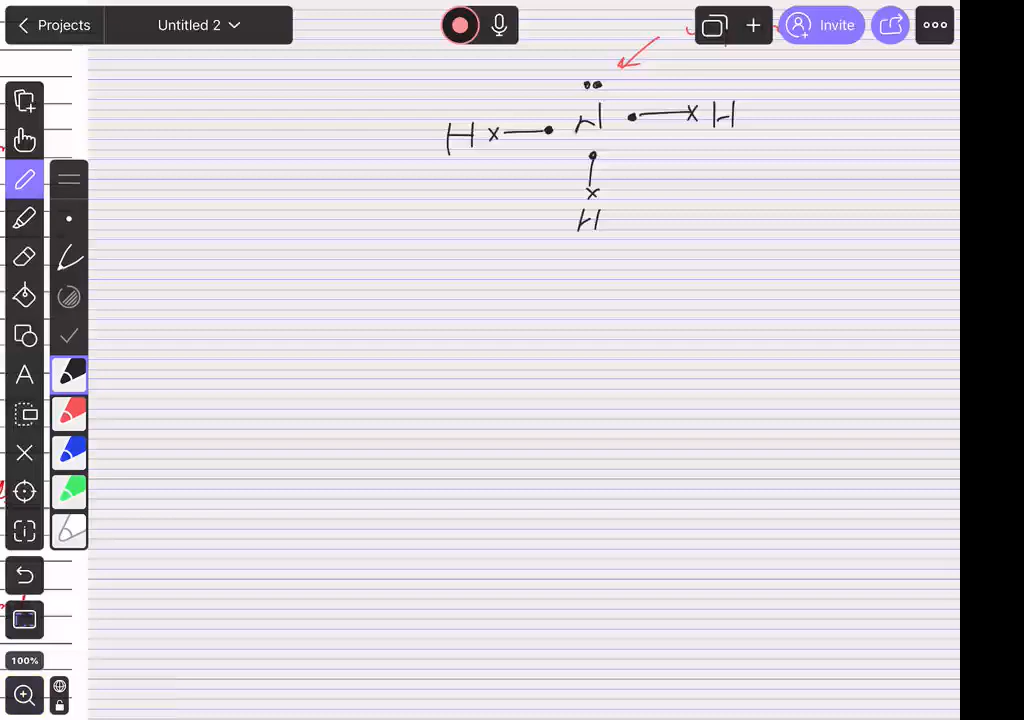 Projects
Untitled 2
Invite
••
H x—• N •—x H
x
H
A
100%